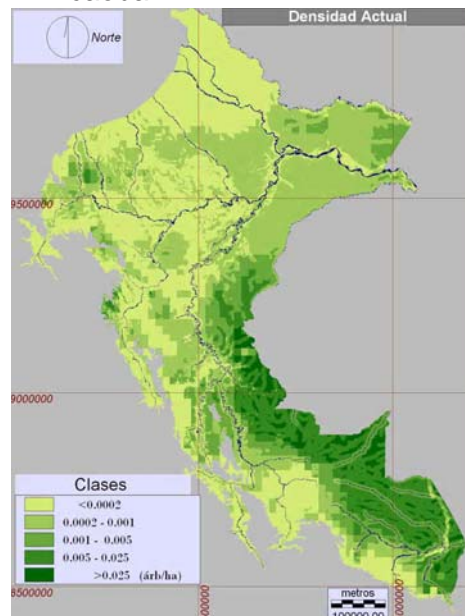 Densidad Actual
Norte
9500000
9000000
Clases
<0.0002
0.0002 - 0.001
0.001 - 0.005
0.005 - 0.025
>0.025 (árb/ha)
8500000
metros